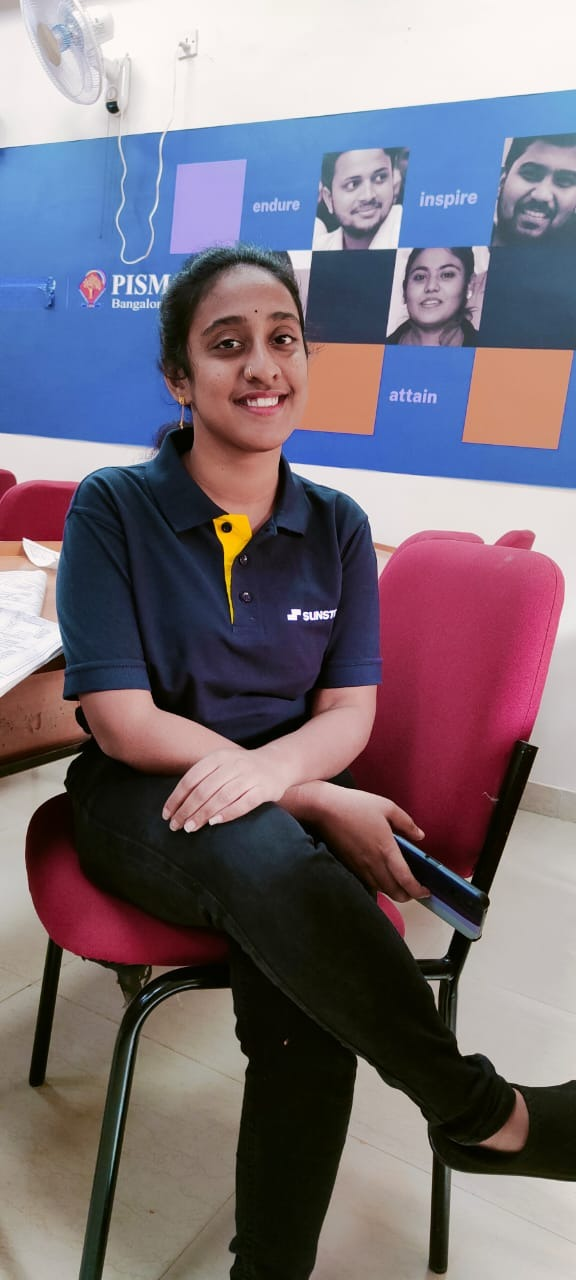 endure
inspire
PISM
Bangalor
attain
SUNST